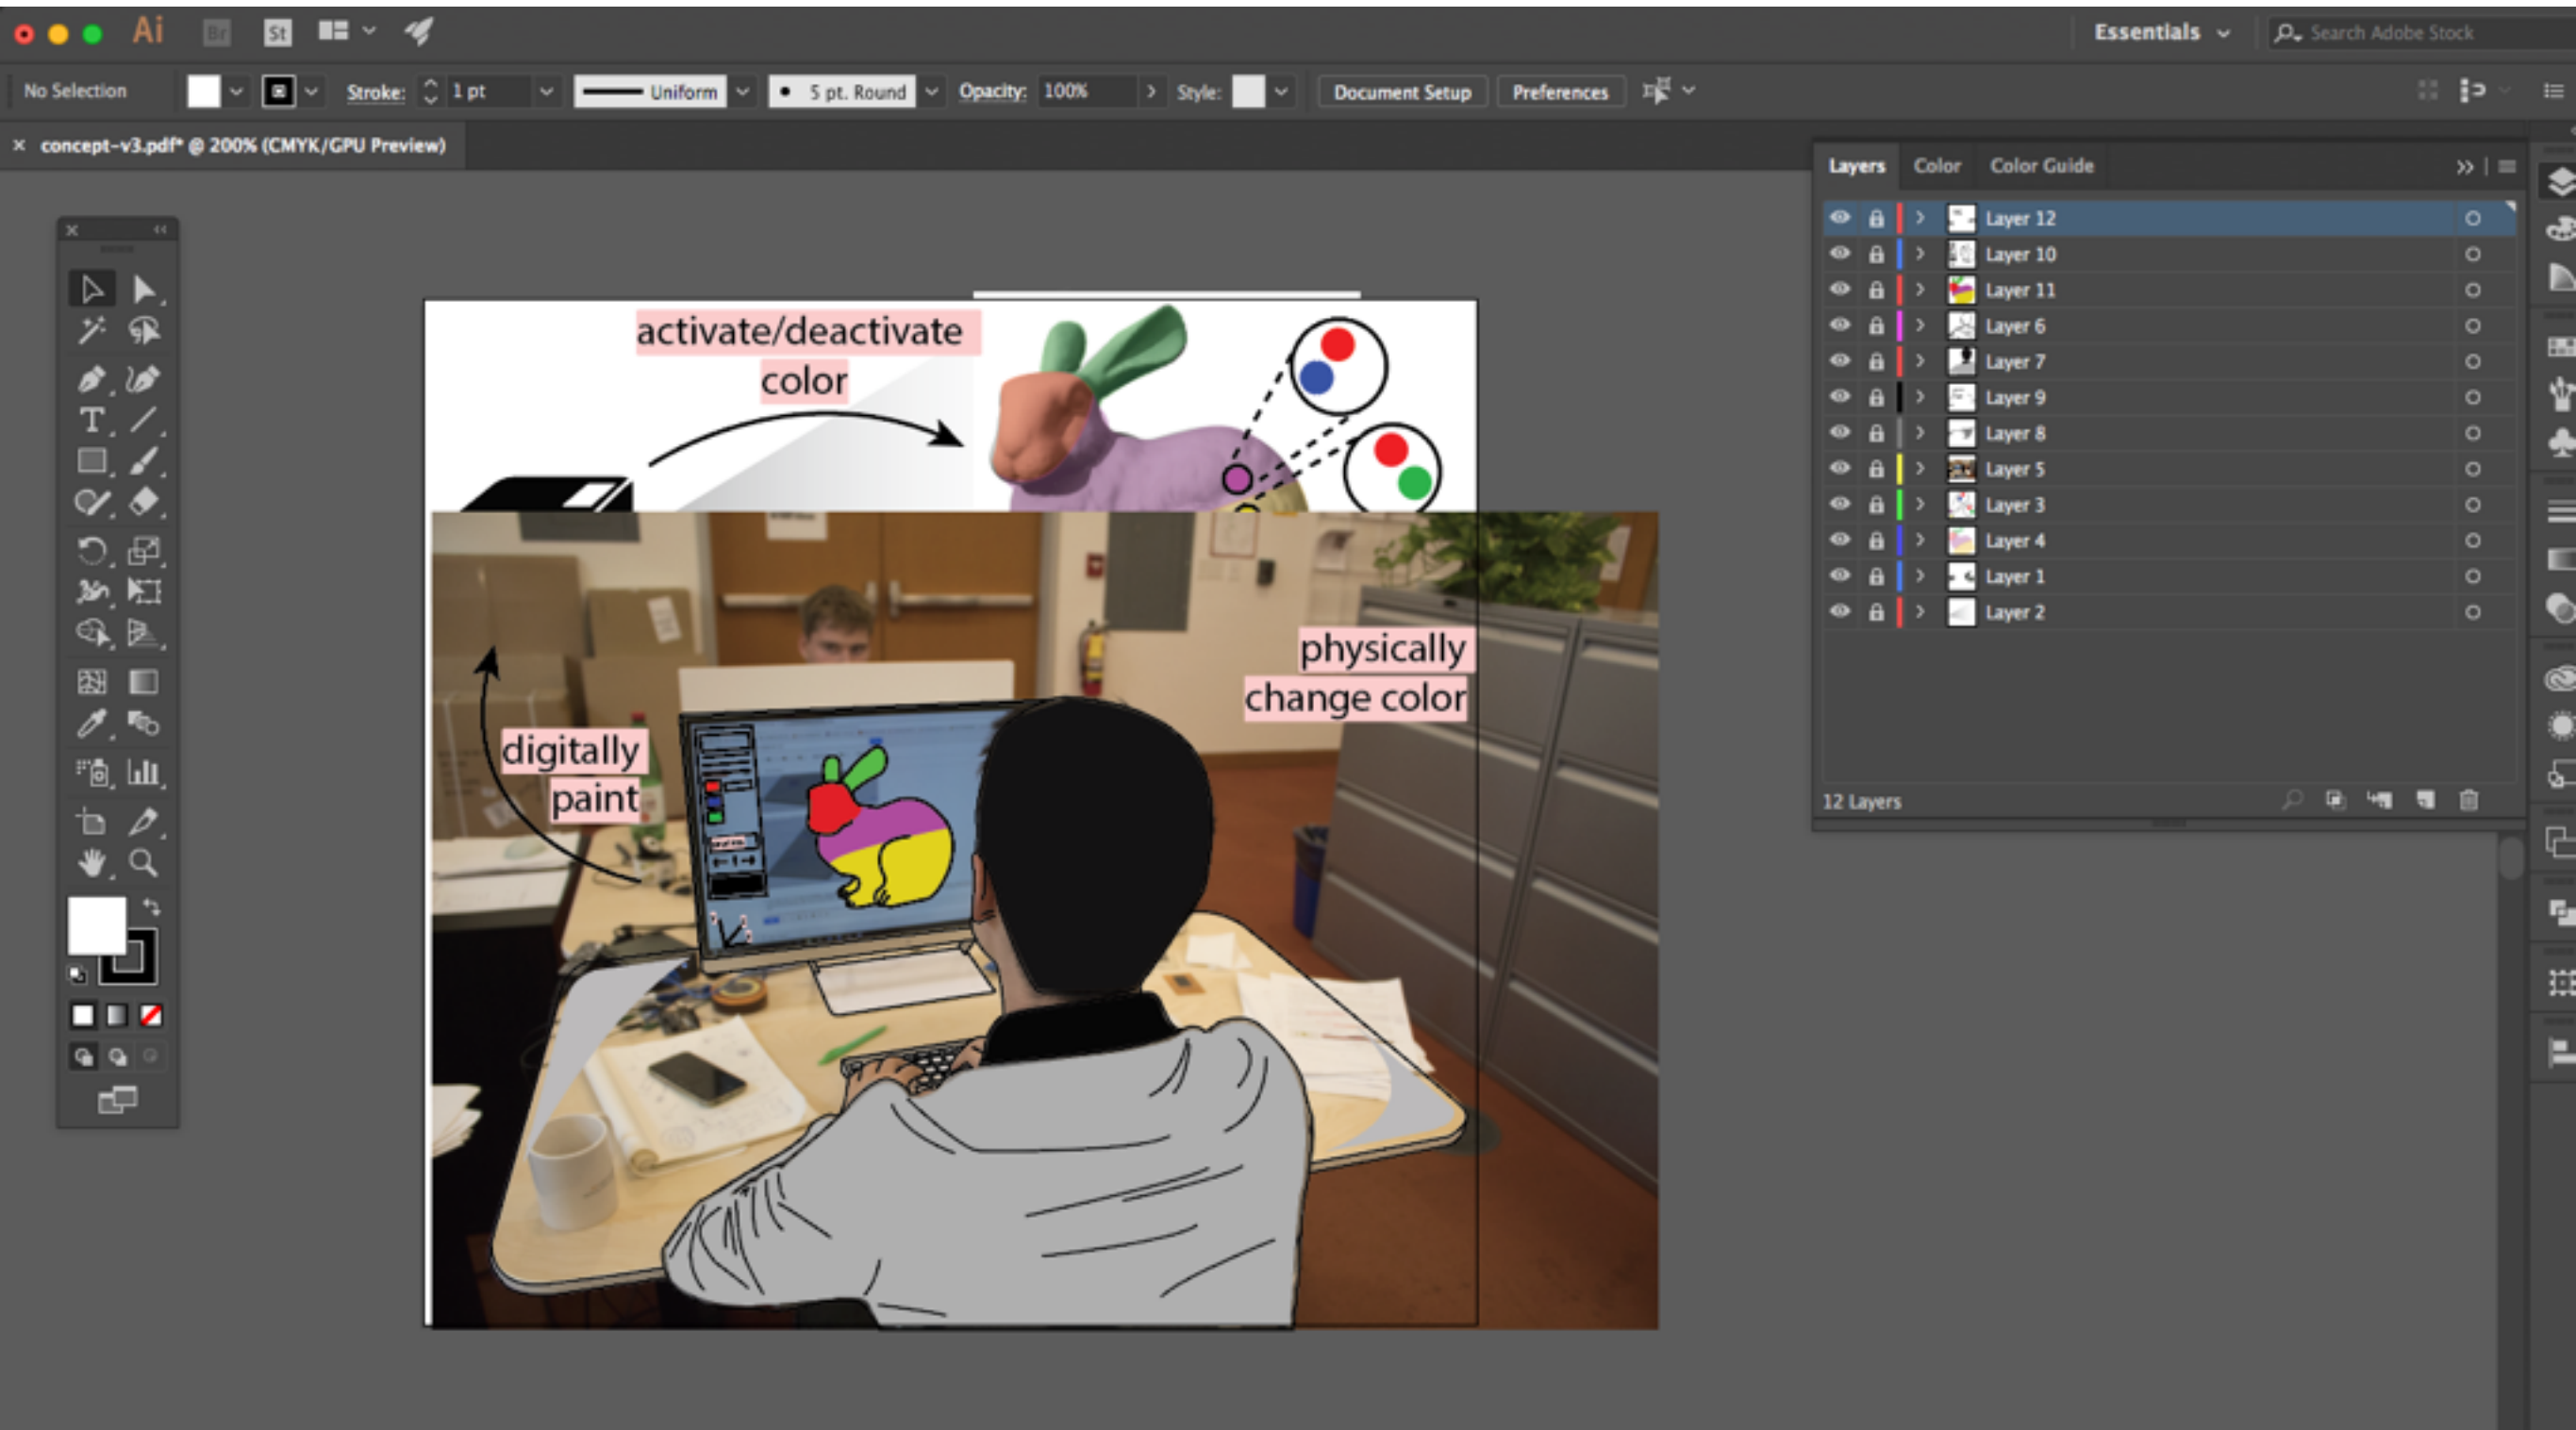 Ai
Br
St
Essentials
Search Adobe Stock
No Selection
Stroke:
1 pt
Uniform
5 pt. Round
Opacity:
100%
Style:
Document Setup
Preferences
× concept-v3.pdf* @ 200% (CMYK/GPU Preview)
Layers
Color
Color Guide
Layer 12
Layer 10
Layer 11
Layer 6
Layer 7
Layer 9
Layer 8
Layer 5
Layer 3
Layer 4
Layer 1
Layer 2
12 Layers
activate/deactivate
color
physically
change color
digitally
paint